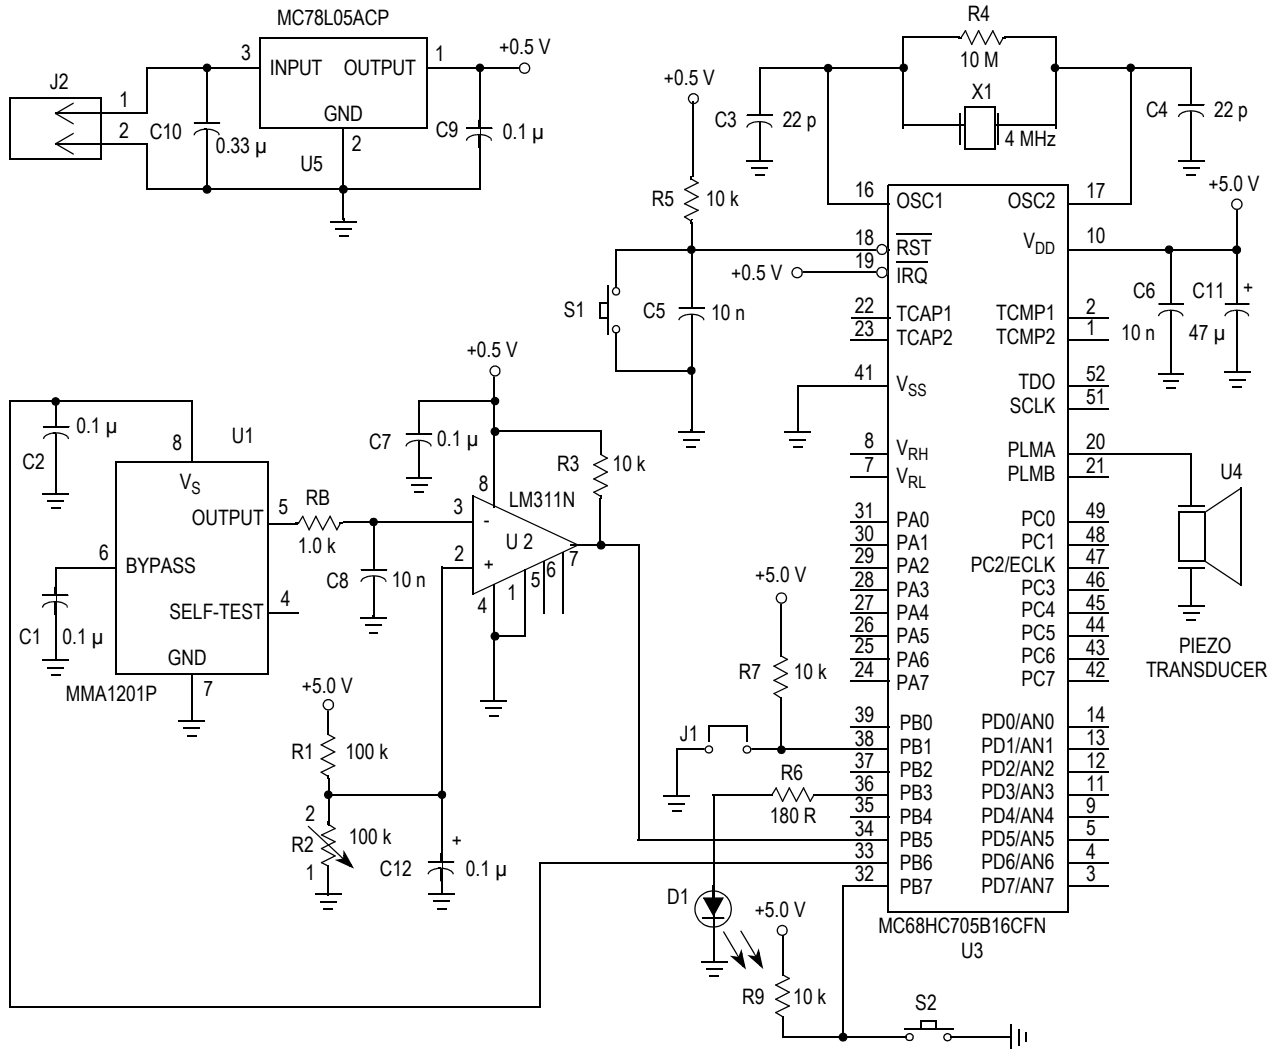 MC78L05ACP
J2
1
2
3
INPUT
OUTPUT
1
+0.5 V
GND
2
C10
0.33 µ
U5
C9
0.1 µ
R4
10 M
X1
4 MHz
C3
22 p
C4
22 p
+0.5 V
R5
10 k
16
OSC1
OSC2
17
+5.0 V
18
RST
VDD
10
+0.5 V
19
IRQ
S1
C5
10 n
C6
10 n
C11
+
47 µ
22
TCAP1
TCMP1
2
23
TCAP2
TCMP2
1
41
VSS
TDO
52
SCLK
51
8
VRH
PLMA
20
7
VRL
PLMB
21
U4
PIEZO
TRANSDUCER
31
PA0
PC0
49
30
PA1
PC1
48
29
PA2
PC2/ECLK
47
28
PA3
PC3
46
27
PA4
PC4
45
26
PA5
PC5
44
25
PA6
PC6
43
24
PA7
PC7
42
39
PB0
PD0/AN0
14
38
PB1
PD1/AN1
13
37
PB2
PD2/AN2
12
36
PB3
PD3/AN3
11
35
PB4
PD4/AN4
9
34
PB5
PD5/AN5
5
33
PB6
PD6/AN6
4
32
PB7
PD7/AN7
3
MC68HC705B16CFN
U3
0.1 µ
C2
U1
8
VS
OUTPUT
5
6
BYPASS
SELF-TEST
4
GND
7
C1
0.1 µ
MMA1201P
RB
1.0 k
C8
10 n
+0.5 V
C7
0.1 µ
R3
10 k
8
LM311N
3
-
U 2
2
+
4
1
5
6
7
+5.0 V
R1
100 k
2
R2
100 k
1
C12
+
0.1 µ
+5.0 V
R7
10 k
J1
R6
180 R
D1
+5.0 V
R9
10 k
S2